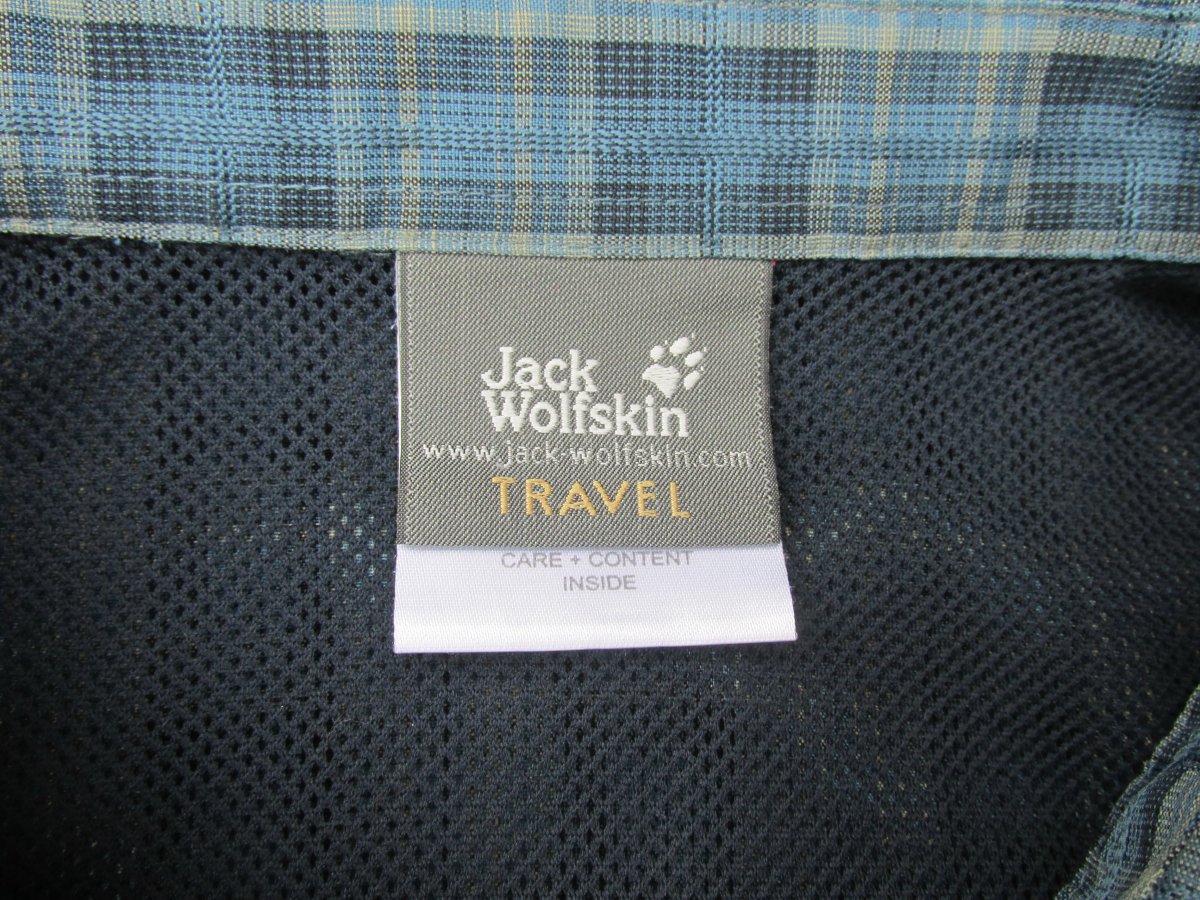 Jack
Wolfskin
www.jack-wolfskin.com
TRAVEL
CARE + CONTENT
INSIDE